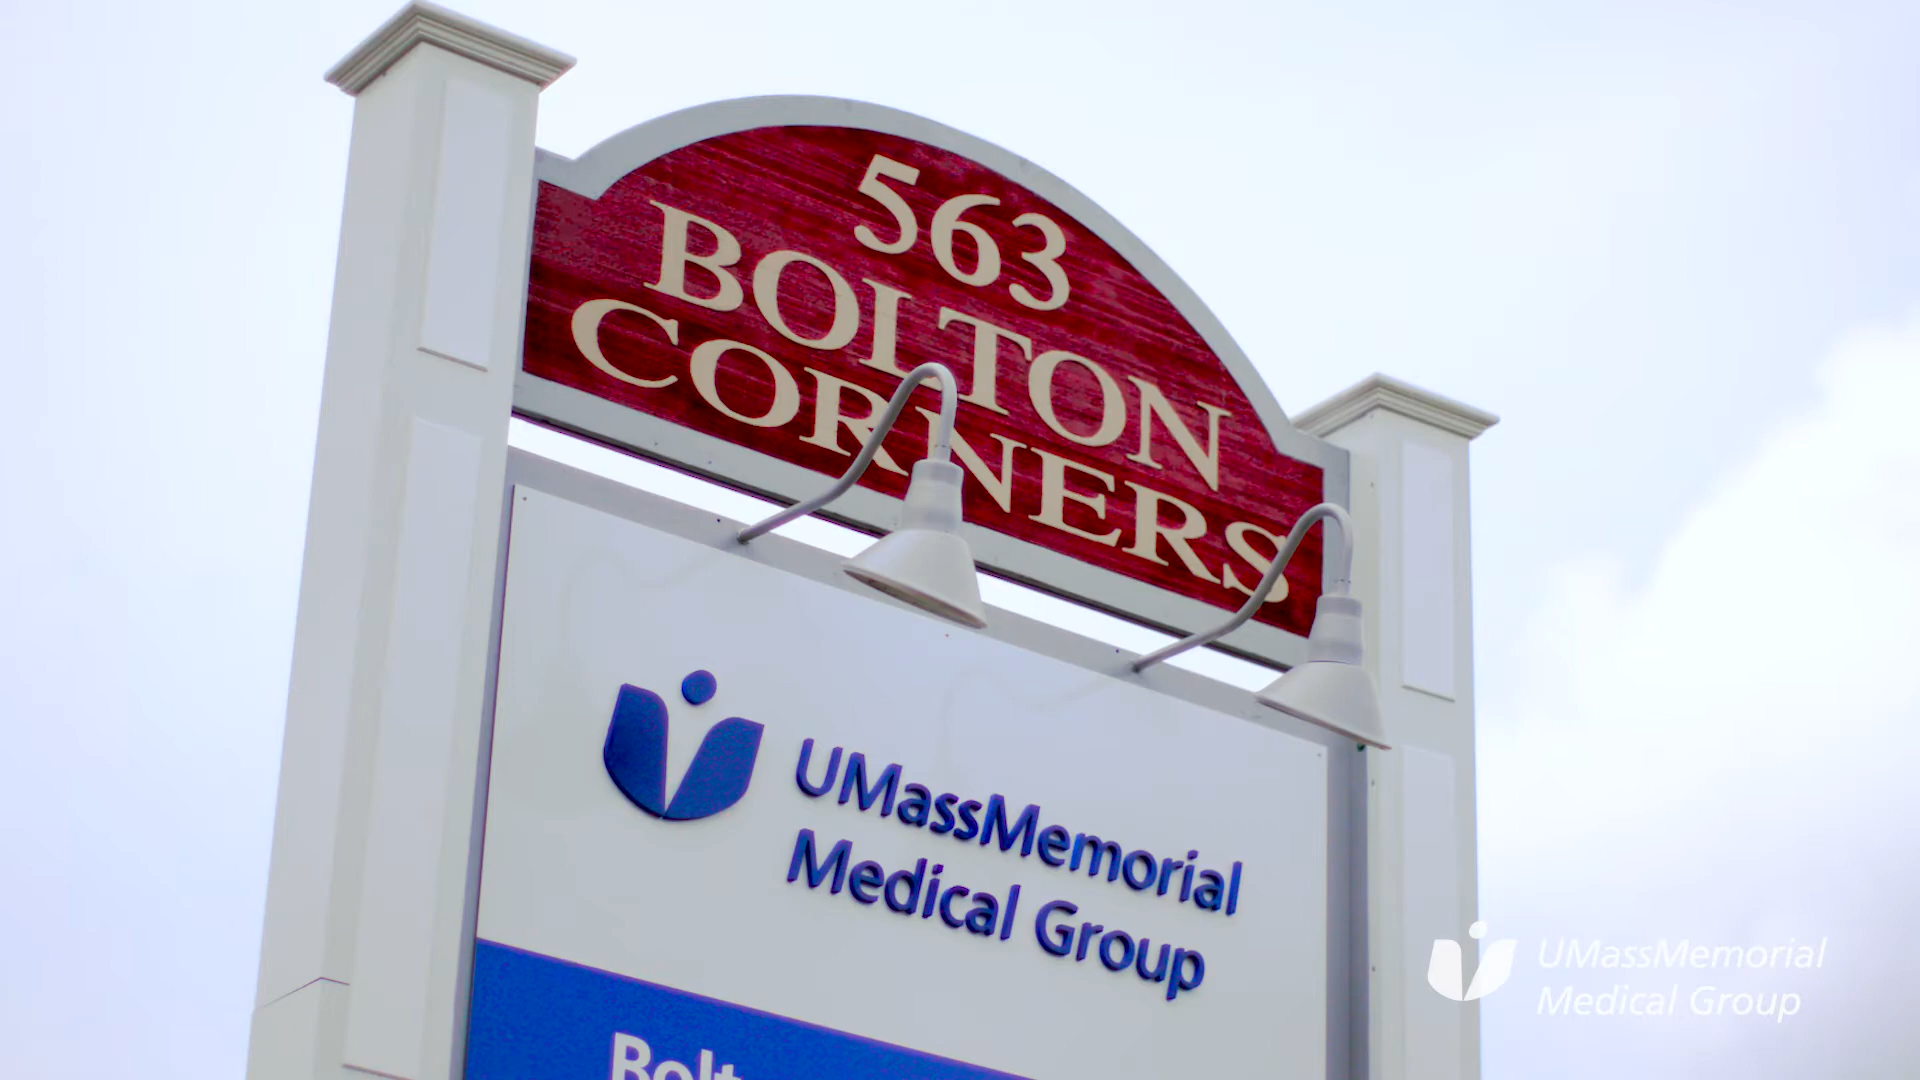 563
BOLTON
CORNERS
UMassMemorial
Medical Group
UMassMemorial
Medical Group